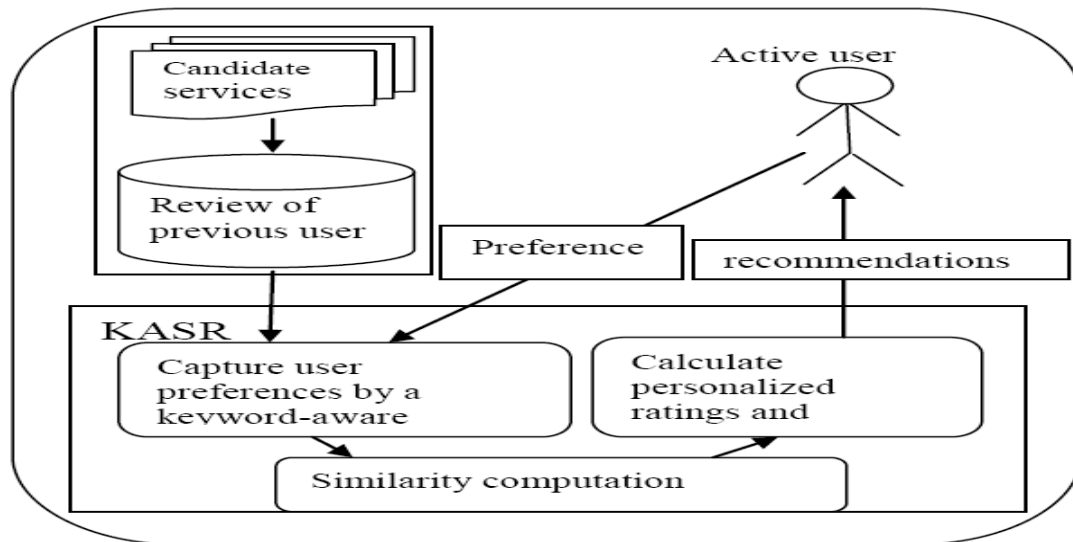 Candidate
services
Active user
Review of
previous user
Preference
recommendations
KASR
Capture user
preferences by a
keyword-aware
Calculate
personalized
ratings and
Similarity computation